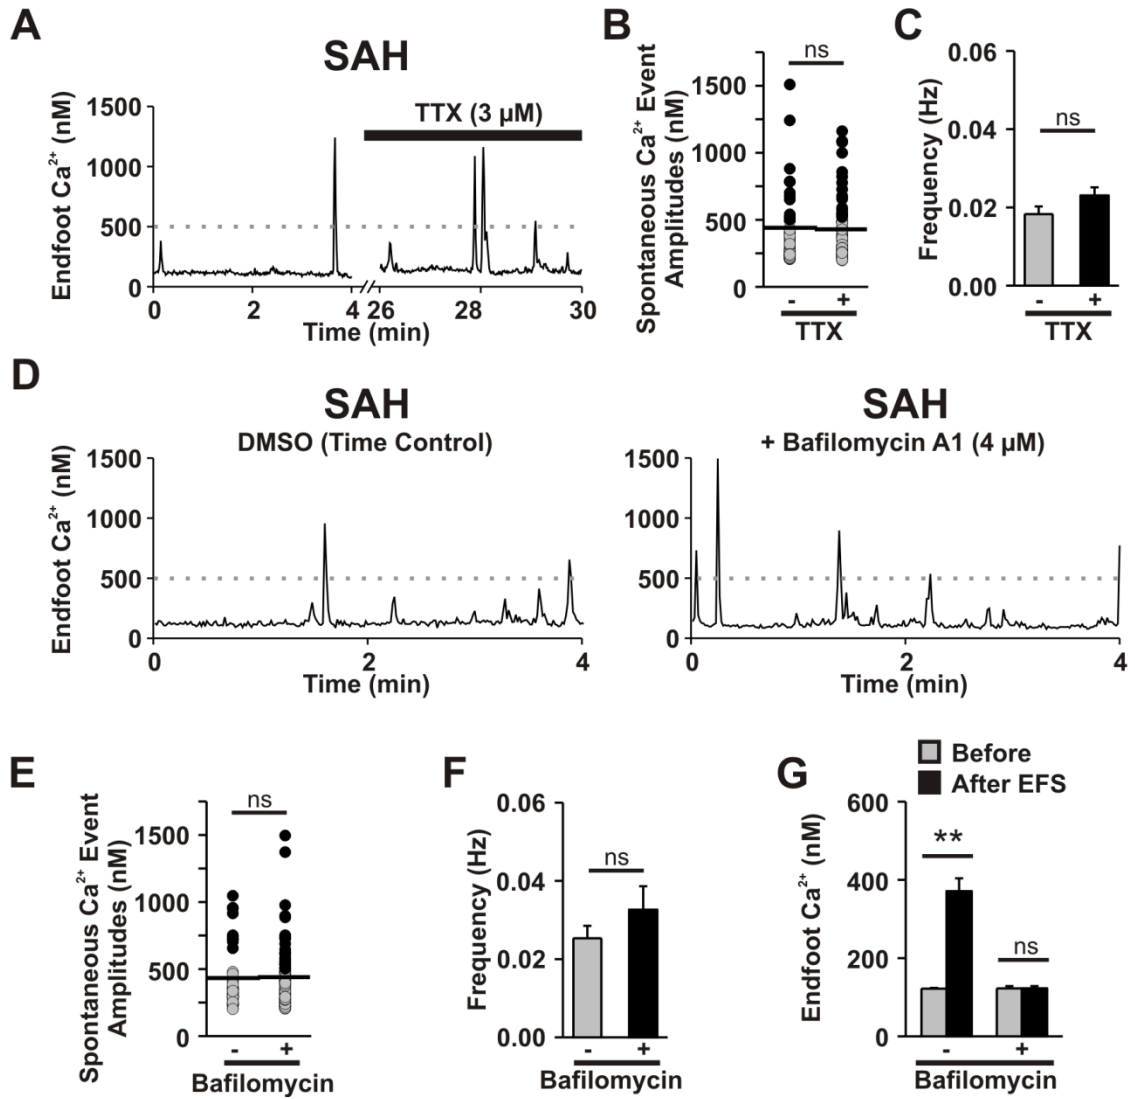 A
SAH
Endfoot Ca²⁺ (nM)
1500
1000
500
0
TTX (3 µM)
0 2 4 26 28 30
Time (min)
B
Spontaneous Ca²⁺ Event
Amplitudes (nM)
1500
1000
500
0
ns
- +
TTX
C
Frequency (Hz)
0.06
0.04
0.02
0.00
ns
- +
TTX
D
SAH
DMSO (Time Control)
Endfoot Ca²⁺ (nM)
1500
1000
500
0
0 2 4
Time (min)
SAH
+ Bafilomycin A1 (4 µM)
1500
1000
500
0
0 2 4
Time (min)
E
Spontaneous Ca²⁺ Event
Amplitudes (nM)
1500
1000
500
0
ns
- +
Bafilomycin
F
Frequency (Hz)
0.06
0.04
0.02
0.00
ns
- +
Bafilomycin
G
Before
After EFS
Endfoot Ca²⁺ (nM)
600
400
200
0
**
ns
- +
Bafilomycin